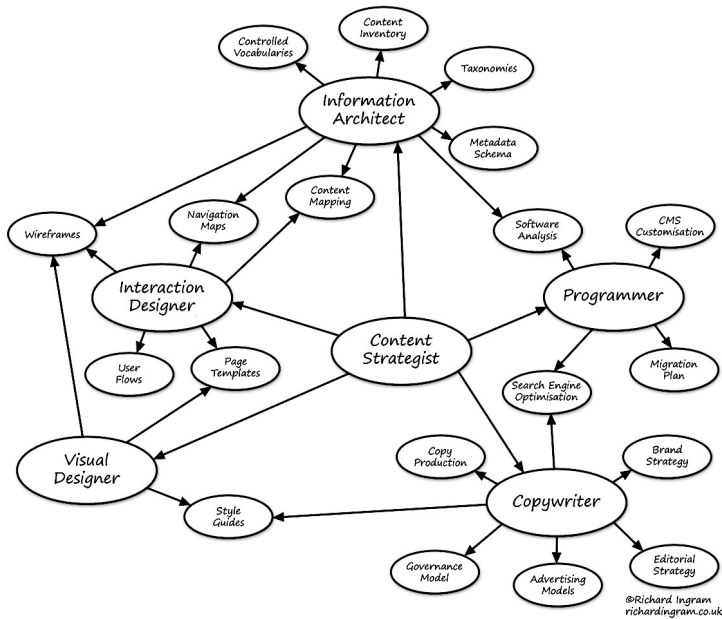 Content
Inventory
Controlled
Vocabularies
Taxonomies
Information
Architect
Metadata
Schema
Content
Mapping
Navigation
Maps
Wireframes
Software
Analysis
CMS
Customisation
Interaction
Designer
Programmer
Content
Strategist
User
Flows
Page
Templates
Search Engine
Optimisation
Migration
Plan
Visual
Designer
Copy
Production
Brand
Strategy
Copywriter
Style
Guides
Governance
Model
Advertising
Models
Editorial
Strategy
©Richard Ingram
richardingram.co.uk